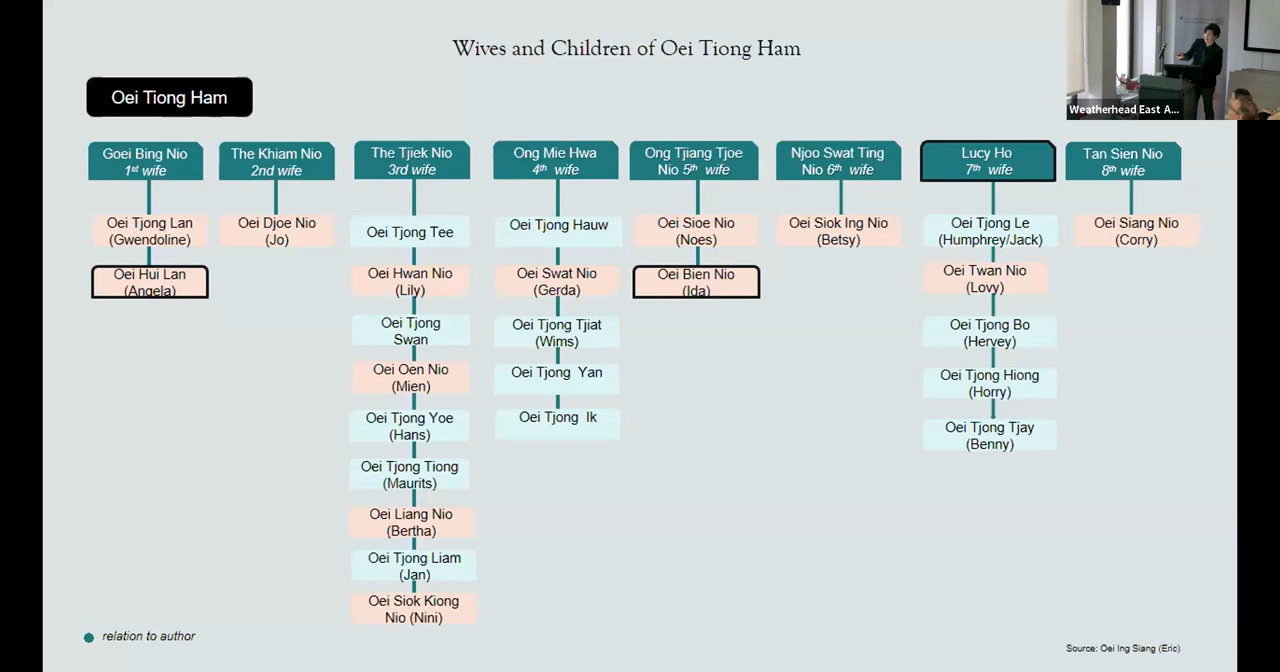 Wives and Children of Oei Tiong Ham
Weatherhead East A...
Oei Tiong Ham
Goei Bing Nio
1st wife
Oei Tjong Lan
(Gwendoline)
Oei Hui Lan
(Angela)
The Khiam Nio
2nd wife
Oei Djoe Nio
(Jo)
The Tjiek Nio
3rd wife
Oei Tjong Tee
Oei Hwan Nio
(Lily)
Oei Tjong
Swan
Oei Oen Nio
(Mien)
Oei Tjong Yoe
(Hans)
Oei Tjong Tiong
(Maurits)
Oei Liang Nio
(Bertha)
Oei Tjong Liam
(Jan)
Oei Siok Kiong
Nio (Nini)
Ong Mie Hwa
4th wife
Oei Tjong Hauw
Oei Swat Nio
(Gerda)
Oei Tjong Tjiat
(Wims)
Oei Tjong Yan
Oei Tjong Ik
Ong Tjiang Tjoe
Nio 5th wife
Oei Sioe Nio
(Noes)
Oei Bien Nio
(Ida)
Njoo Swat Ting
Nio 6th wife
Oei Siok Ing Nio
(Betsy)
Lucy Ho
7th wife
Oei Tjong Le
(Humphrey/Jack)
Oei Twan Nio
(Lovy)
Oei Tjong Bo
(Hervey)
Oei Tjong Hiong
(Horry)
Oei Tjong Tjay
(Benny)
Tan Sien Nio
8th wife
Oei Siang Nio
(Corry)
relation to author
Source: Oei Ing Siang (Eric)